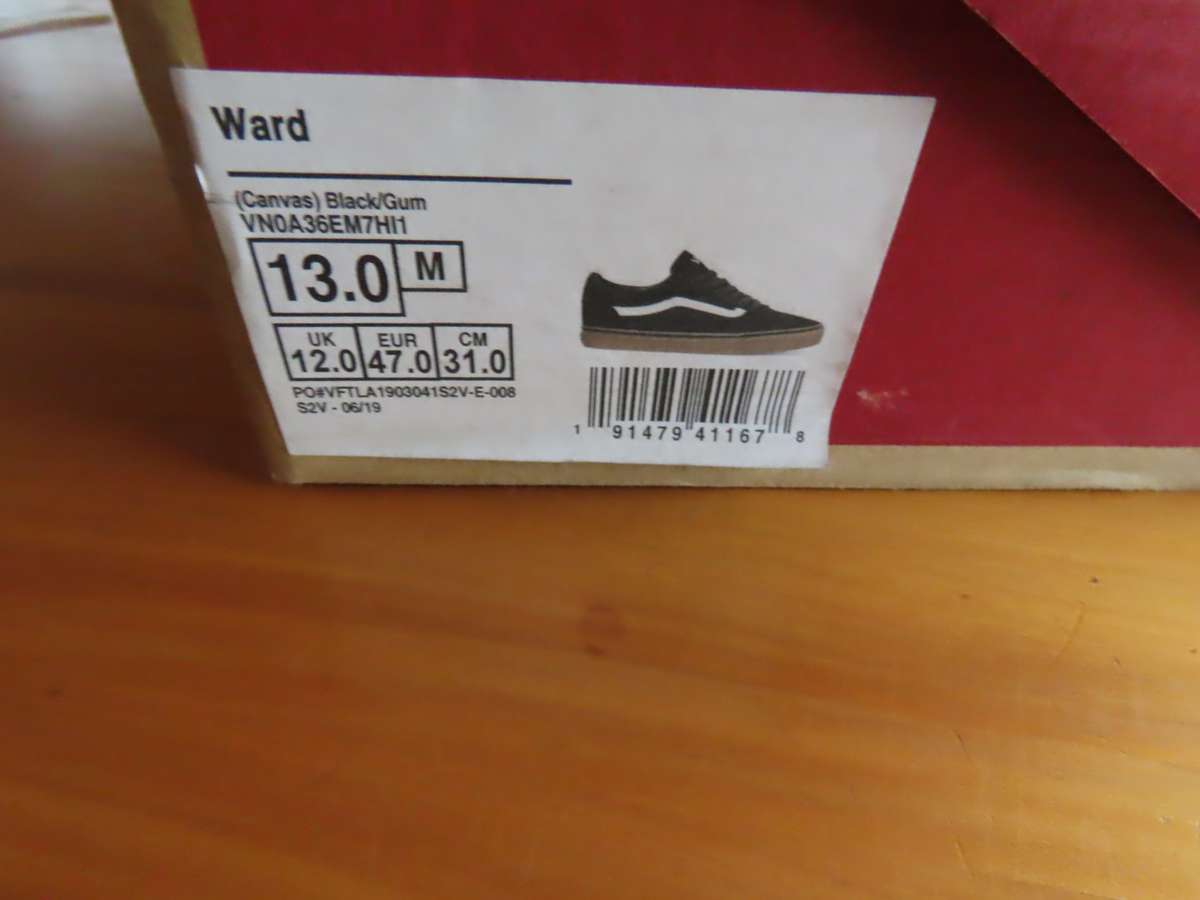 Ward
(Canvas) Black/Gum
VN0A36EM7HI1
13.0 M
UK EUR CM
12.0 47.0 31.0
PO#VFTLA1903041S2V-E-008
S2V - 06/19
1 91479 41167 8